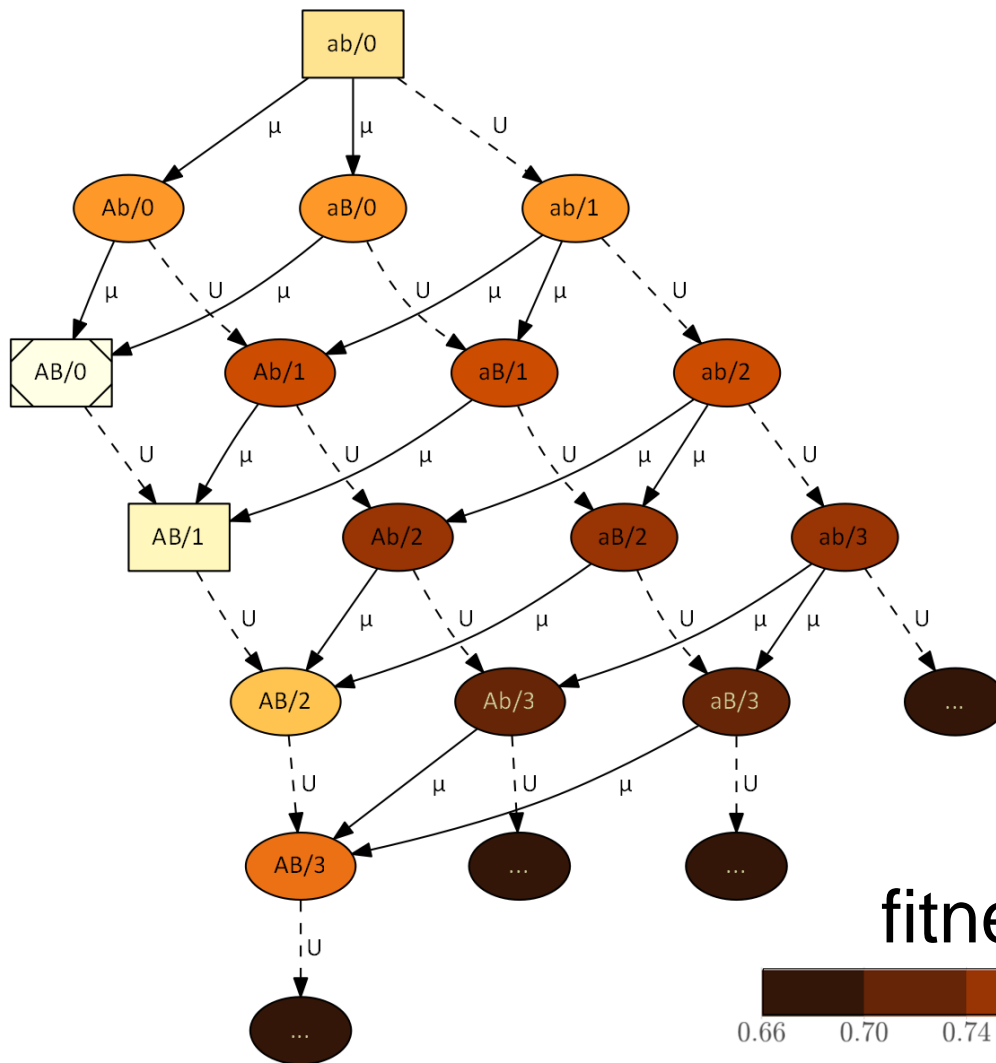 ab/0
μ μ U
Ab/0 aB/0 ab/1
μ U μ U μ μ U
AB/0 Ab/1 aB/1 ab/2
U μ U μ U μ μ U
AB/1 Ab/2 aB/2 ab/3
U μ U μ U μ μ U
AB/2 Ab/3 aB/3 ...
U μ U μ U
AB/3 ... ...
U
fitne
...
0.66 0.70 0.74